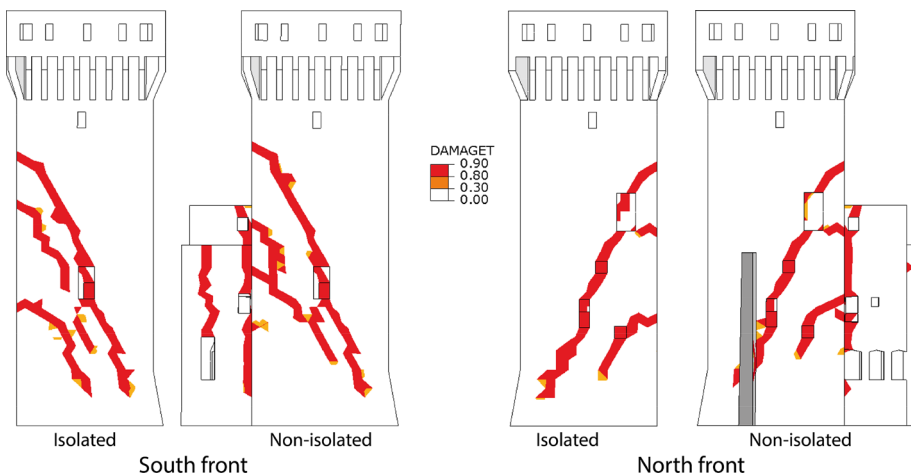 DAMAGET
0.90
0.80
0.30
0.00
Isolated
Non-isolated
Isolated
Non-isolated
South front
North front